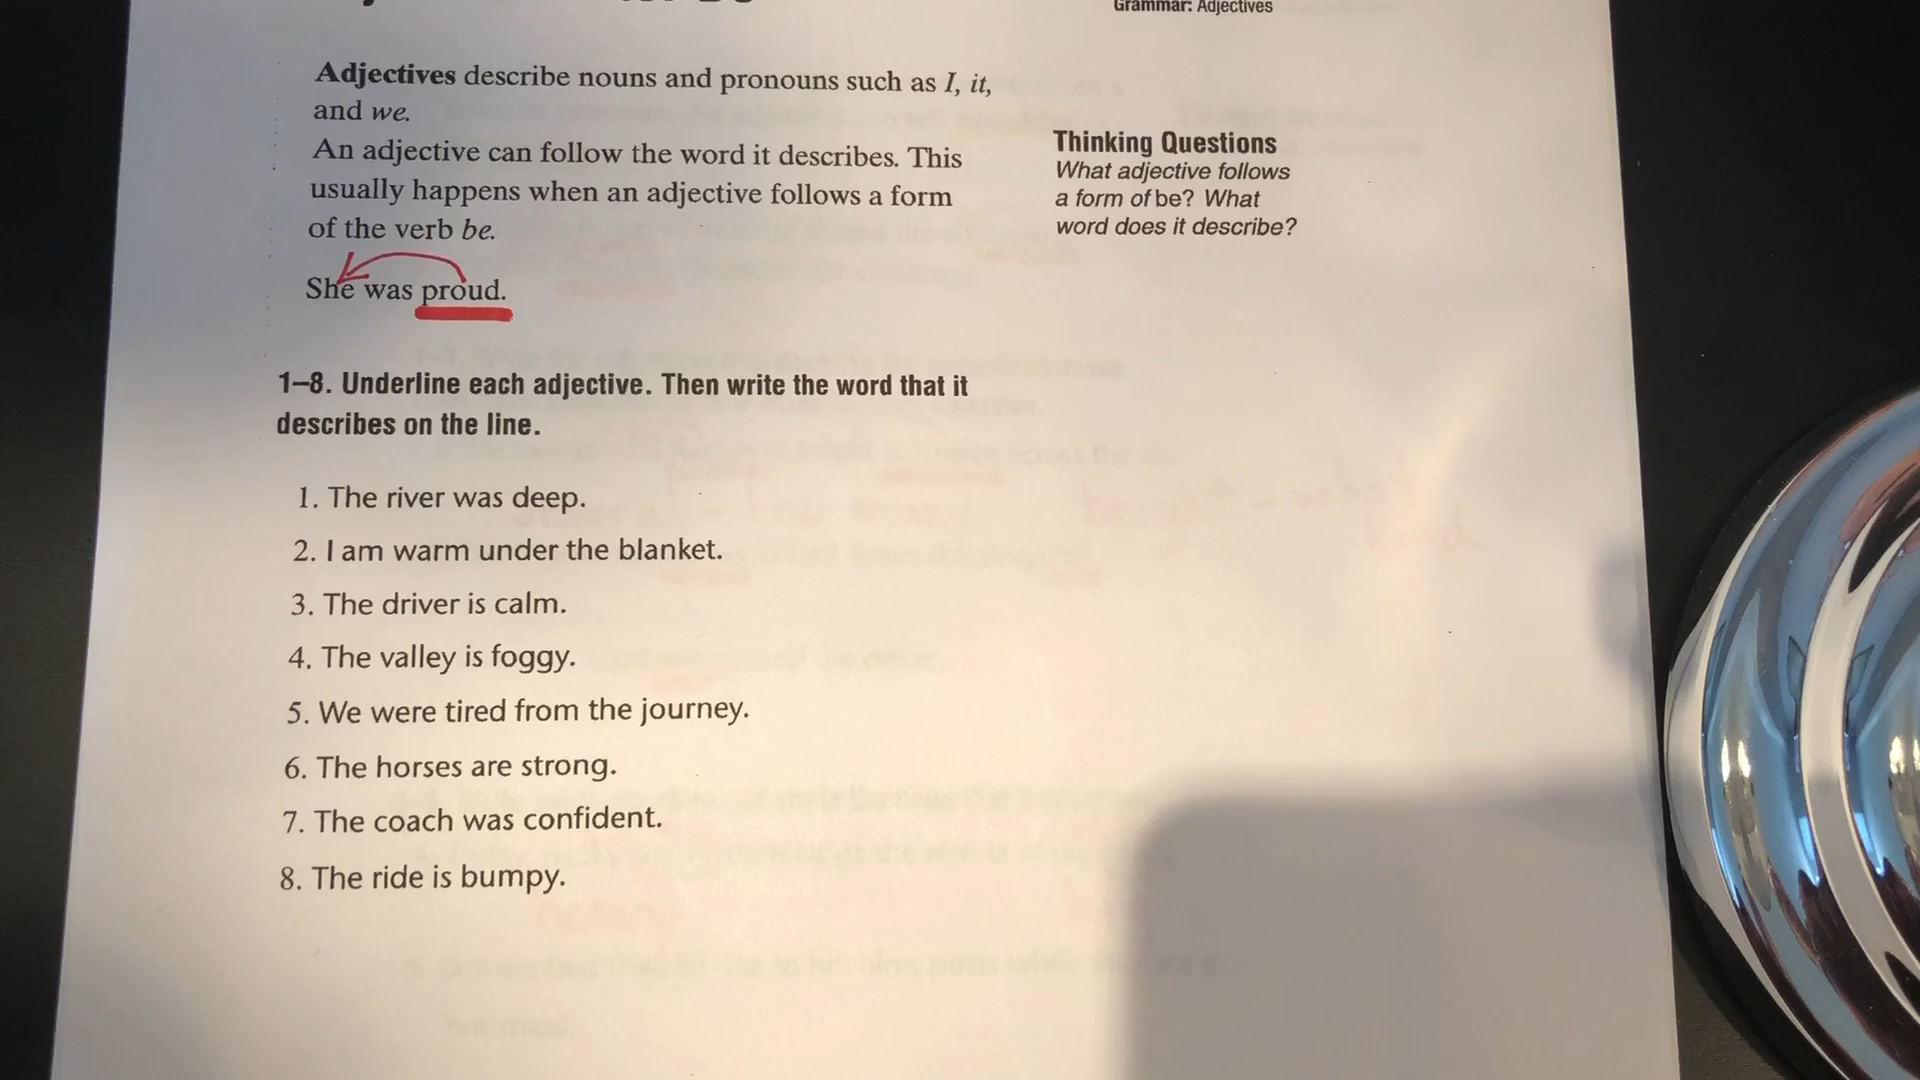 Grammar: Adjectives
Adjectives describe nouns and pronouns such as I, it,
and we.
An adjective can follow the word it describes. This
usually happens when an adjective follows a form
of the verb be.
She was proud.
Thinking Questions
What adjective follows
a form of be? What
word does it describe?
1–8. Underline each adjective. Then write the word that it
describes on the line.
1. The river was deep.
2. I am warm under the blanket.
3. The driver is calm.
4. The valley is foggy.
5. We were tired from the journey.
6. The horses are strong.
7. The coach was confident.
8. The ride is bumpy.